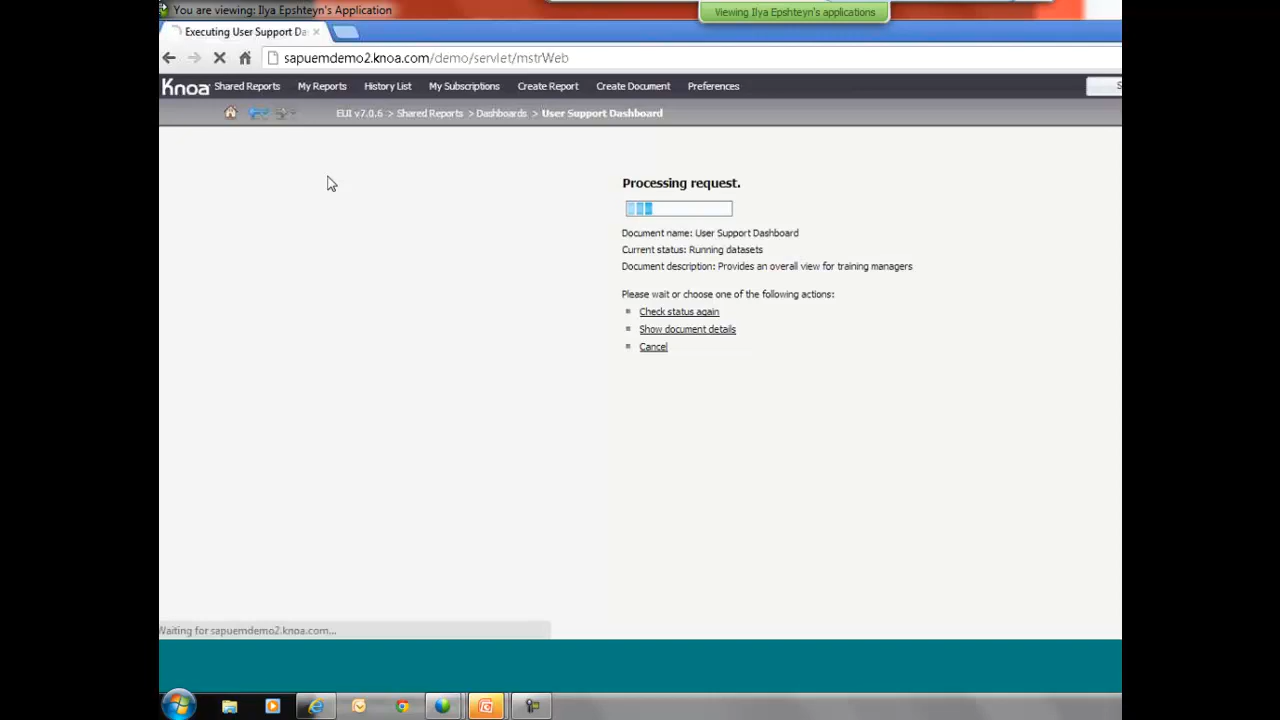 You are viewing: Ilya Epshteyn's Application
Viewing Ilya Epshteyn's applications
Executing User Support Da
sapuemdemo2.knoa.com/demo/servlet/mstrWeb
Knoa Shared Reports My Reports History List My Subscriptions Create Report Create Document Preferences S
EUI v7.0.6 > Shared Reports > Dashboards > User Support Dashboard
Processing request.
Document name: User Support Dashboard
Current status: Running datasets
Document description: Provides an overall view for training managers
Please wait or choose one of the following actions:
Check status again
Show document details
Cancel
Waiting for sapuemdemo2.knoa.com...